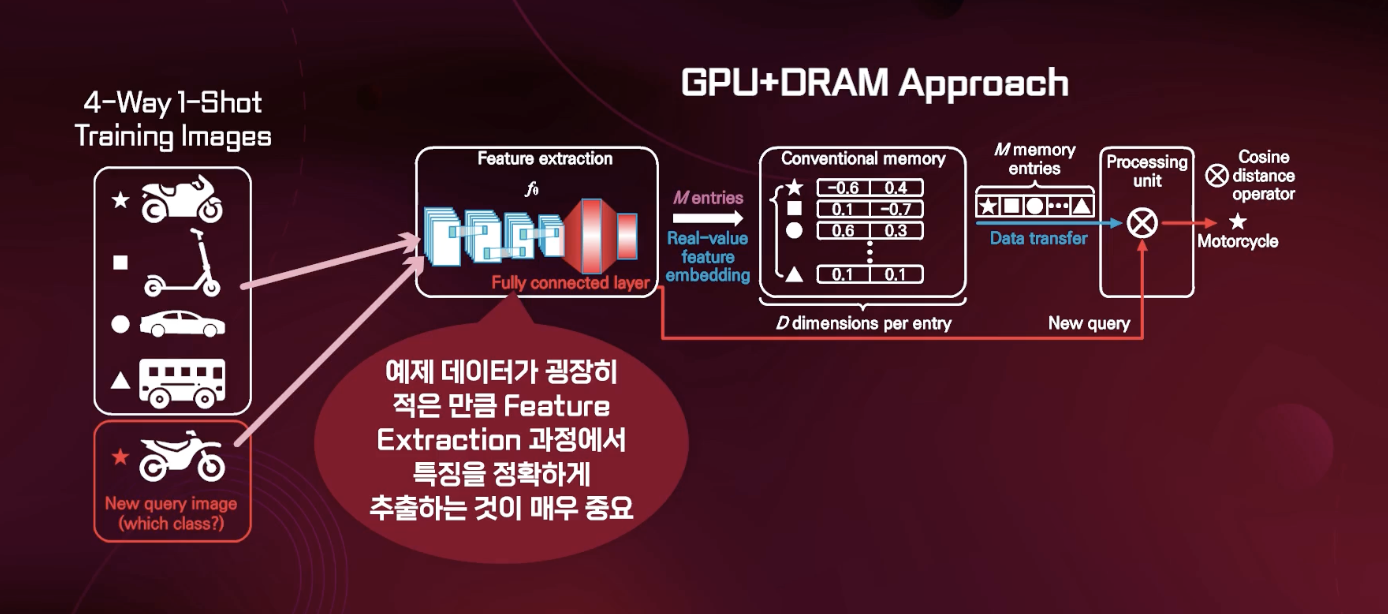 4-Way 1-Shot
Training Images
New query image
(which class?)
GPU+DRAM Approach
Feature extraction
fθ
Fully connected layer
예제 데이터가 굉장히
적은 만큼 Feature
Extraction 과정에서
특징을 정확하게
추출하는 것이 매우 중요
M entries
Real-value
feature
embedding
Conventional memory
-0.6 0.4
0.1 -0.7
0.6 0.3
0.1 0.1
D dimensions per entry
M memory
entries
Data transfer
New query
Processing
unit
Cosine
distance
operator
Motorcycle